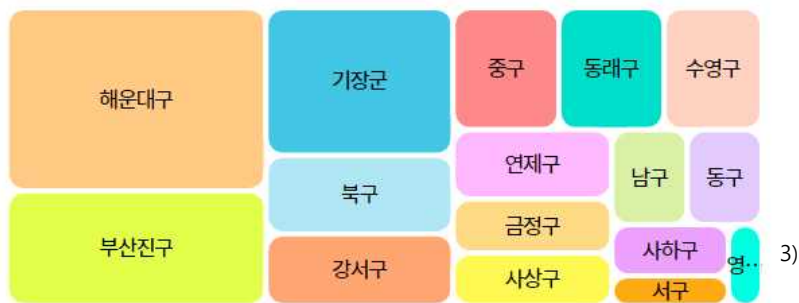 해운대구
부산진구
기장군
북구
강서구
중구
동래구
수영구
연제구
금정구
사상구
남구
동구
사하구
서구
영…
3)